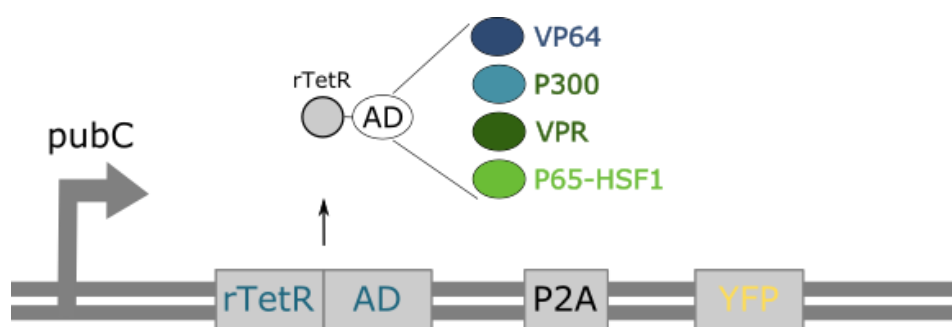 VP64
rTetR
AD
P300
pubC
VPR
P65-HSF1
rTetR AD P2A YFP